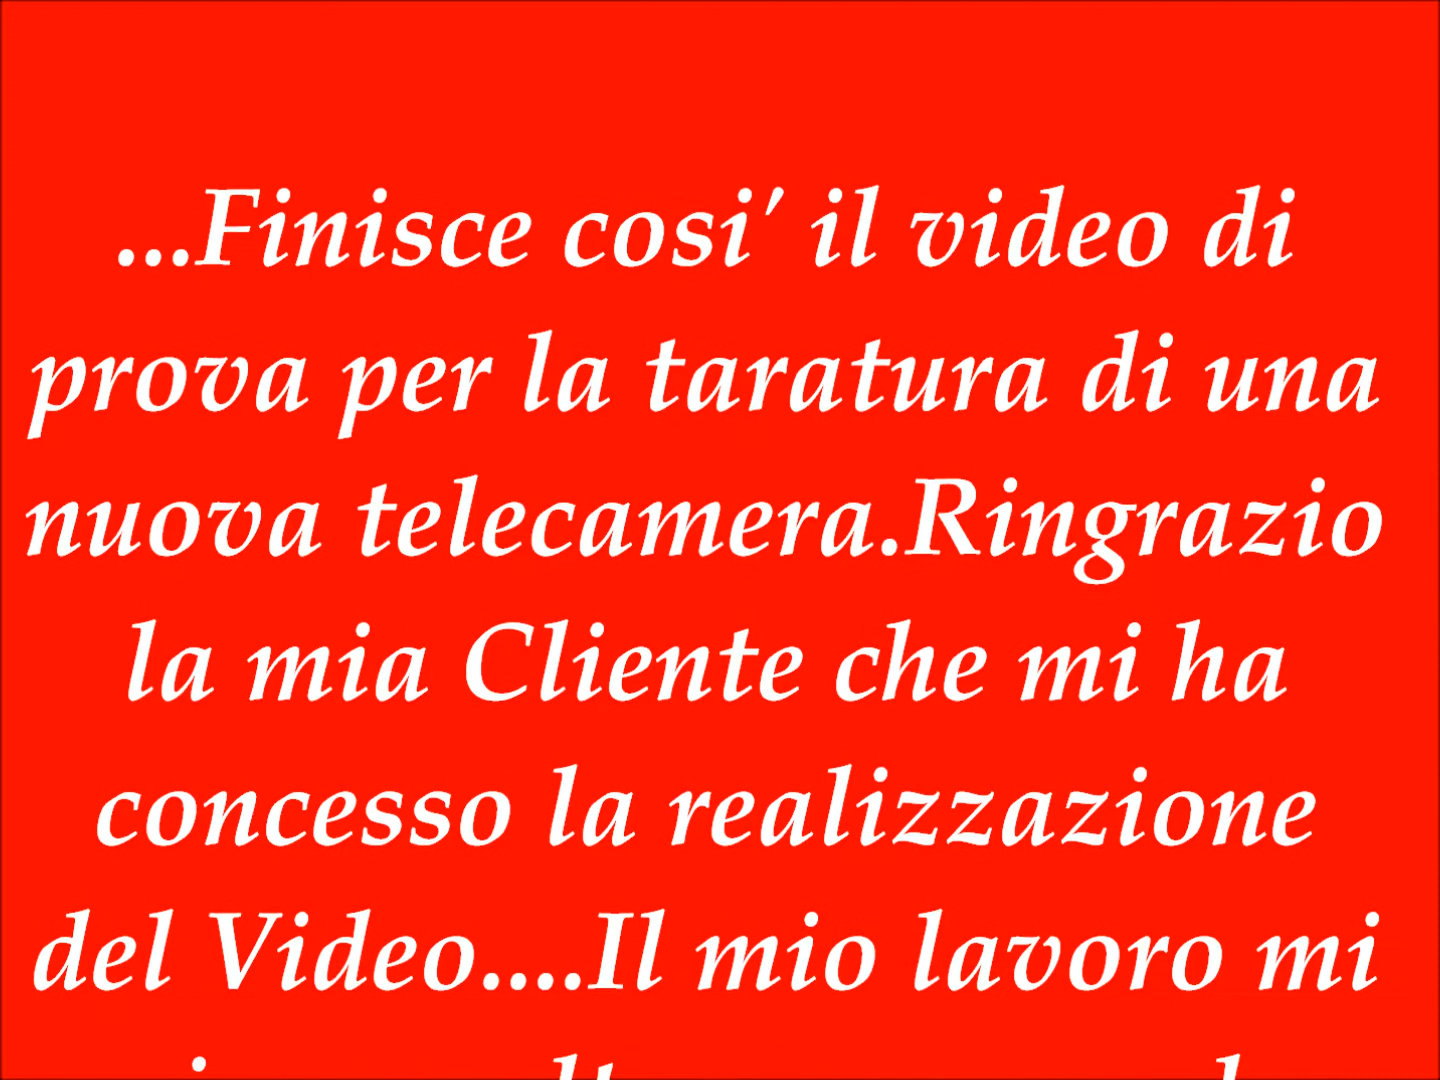 ...Finisce cosi' il video di
prova per la taratura di una
nuova telecamera.Ringrazio
la mia Cliente che mi ha
concesso la realizzazione
del Video....Il mio lavoro mi